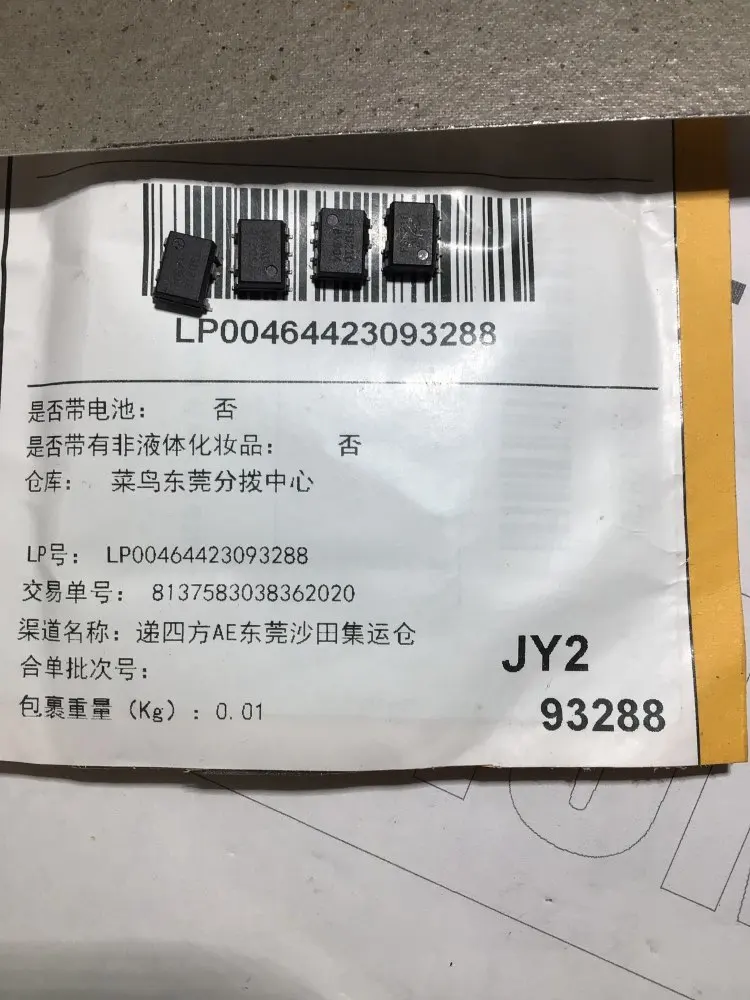 LP00464423093288
是否带电池： 否
是否带有非液体化妆品： 否
仓库： 菜鸟东莞分拨中心
LP号： LP00464423093288
交易单号： 8137583038362020
渠道名称：递四方AE东莞沙田集运仓
合单批次号：
包裹重量（Kg）：0.01
JY2
93288